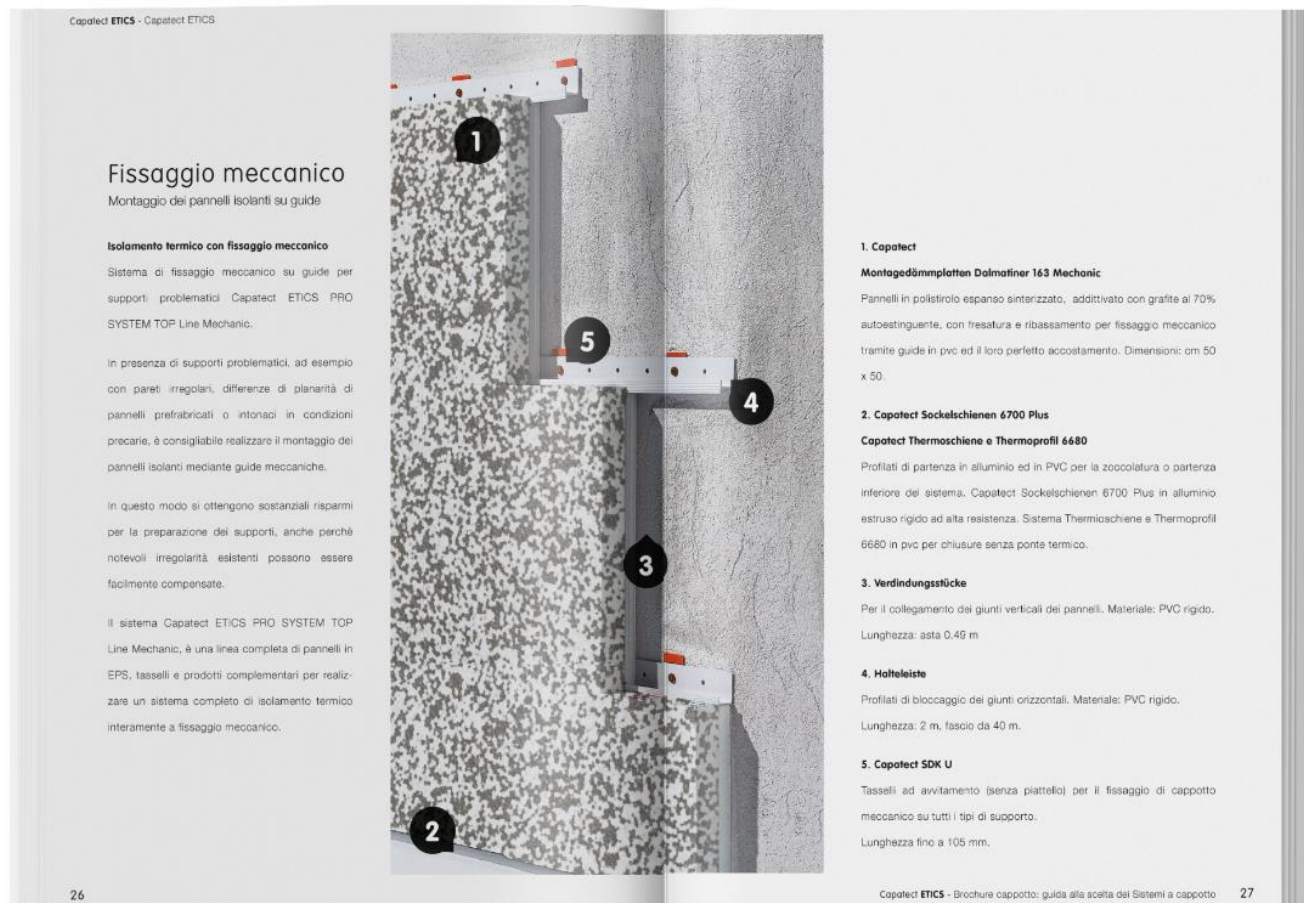 Capatect ETICS - Capatect ETICS
Fissaggio meccanico
Montaggio dei pannelli isolanti su guide
Isolamento termico con fissaggio meccanico
Sistema di fissaggio meccanico su guide per
supporti problematici Capatect ETICS PRO
SYSTEM TOP Line Mechanic.
In presenza di supporti problematici, ad esempio
con pareti irregolari, differenze di planarità di
pannelli prefabbricati o intonaci in condizioni
precarie, è consigliabile realizzare il montaggio dei
pannelli isolanti mediante guide meccaniche.
In questo modo si ottengono sostanziali risparmi
per la preparazione dei supporti, anche perchè
notevoli irregolarità esistenti possono essere
facilmente compensate.
Il sistema Capatect ETICS PRO SYSTEM TOP
Line Mechanic, è una linea completa di pannelli in
EPS, tasselli e prodotti complementari per realiz-
zare un sistema completo di isolamento termico
interamente a fissaggio meccanico.
26
1
5
4
3
2
1. Capatect
Montagedämmplatten Dalmatiner 163 Mechanic
Pannelli in polistirolo espanso sinterizzato, addittivato con grafite al 70%
autoestinguente, con fresatura e ribassamento per fissaggio meccanico
tramite guide in pvc ed il loro perfetto accostamento. Dimensioni: cm 50
x 50.
2. Capatect Sockelschienen 6700 Plus
Capatect Thermoschiene e Thermoprofil 6680
Profilati di partenza in alluminio ed in PVC per la zoccolatura o partenza
inferiore del sistema. Capatect Sockelschienen 6700 Plus in alluminio
estruso rigido ad alta resistenza. Sistema Thermioschiene e Thermoprofil
6680 in pvc per chiusure senza ponte termico.
3. Verdindungsstücke
Per il collegamento dei giunti verticali dei pannelli. Materiale: PVC rigido.
Lunghezza: asta 0,49 m
4. Halteleiste
Profilati di bloccaggio dei giunti orizzontali. Materiale: PVC rigido.
Lunghezza: 2 m, fascio da 40 m.
5. Capatect SDK U
Tasselli ad avvitamento (senza piattello) per il fissaggio di cappotto
meccanico su tutti i tipi di supporto.
Lunghezza fino a 105 mm.
Capatect ETICS - Brochure cappotto: guida alla scelta dei Sistemi a cappotto 27